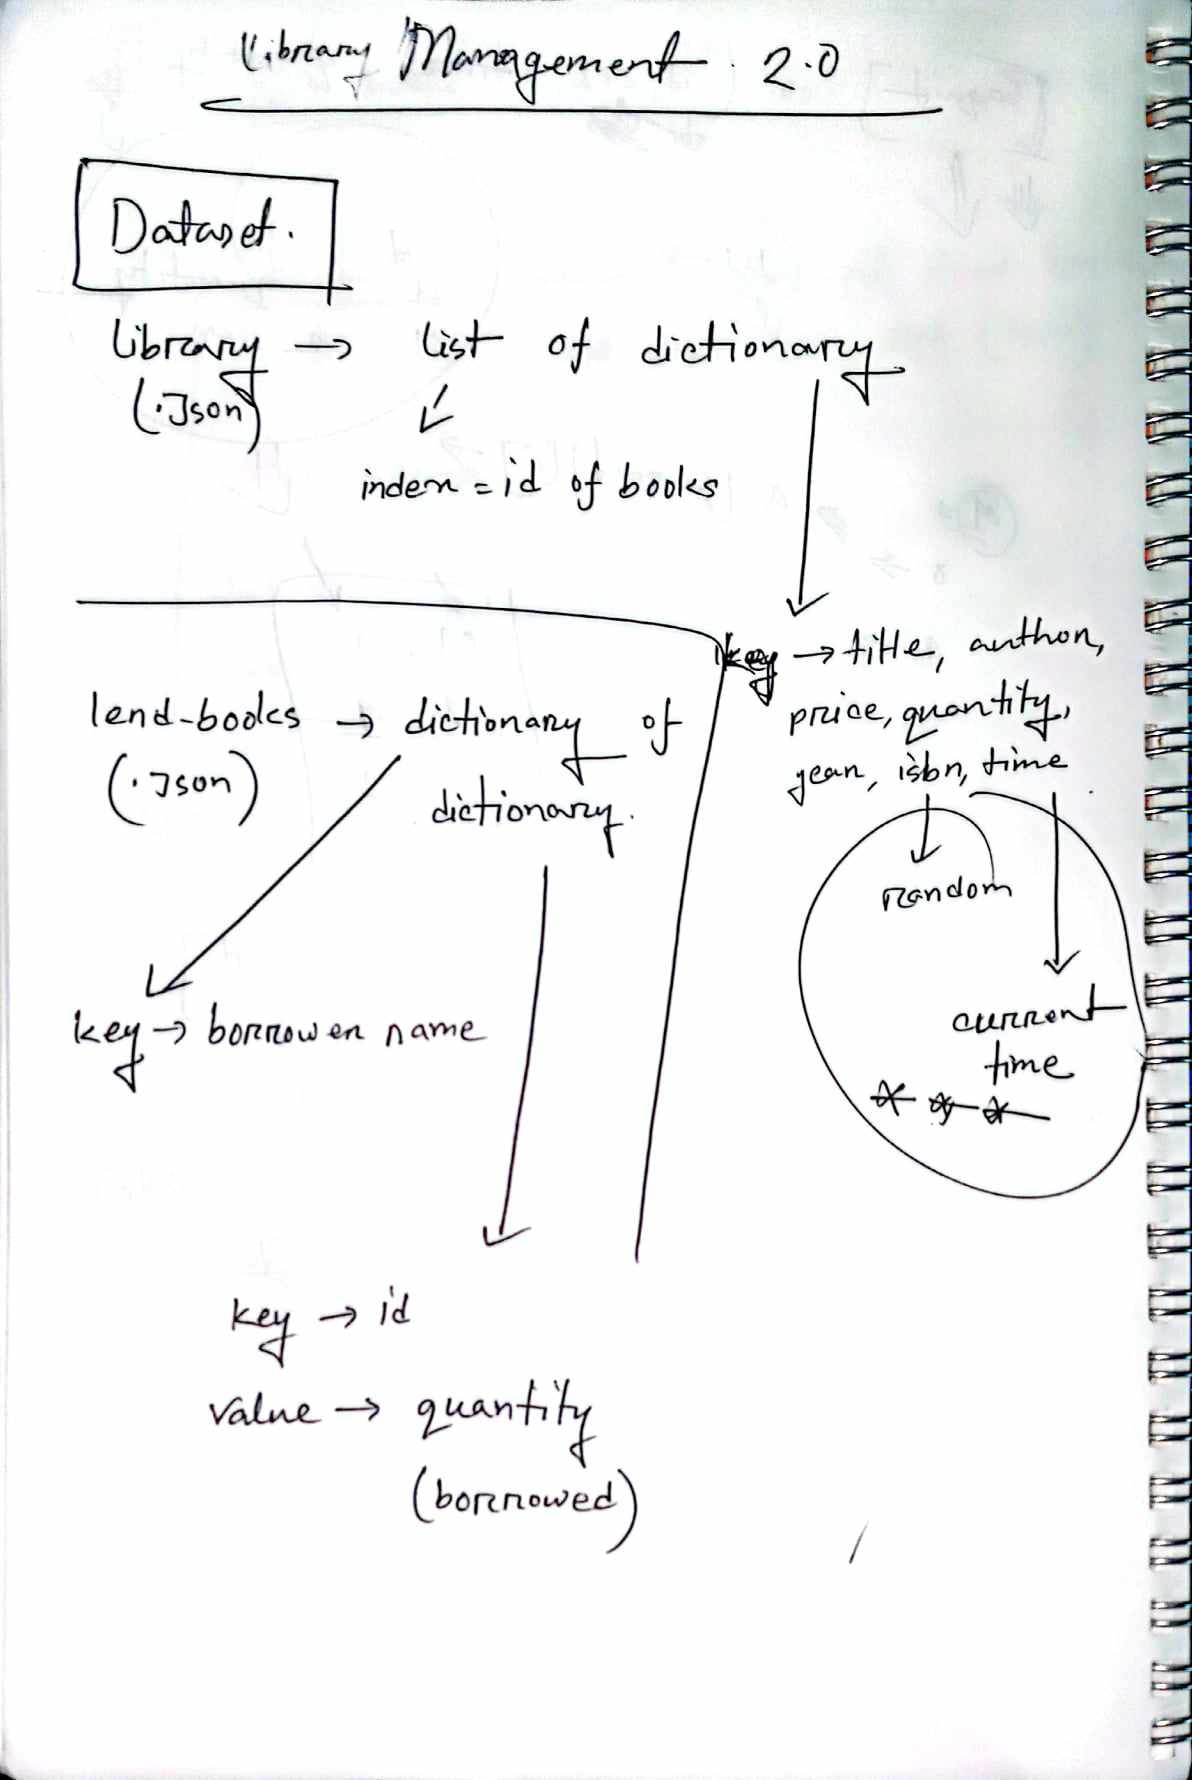 Library Management 2.0
Dataset.
library → list of dictionary
(.Json)
index = id of books
key → title, author,
price, quantity,
year, isbn, time
random
current
time
lend-books → dictionary of
(.Json)
dictionary.
key → borrower name
key → id
value → quantity
(borrowed)